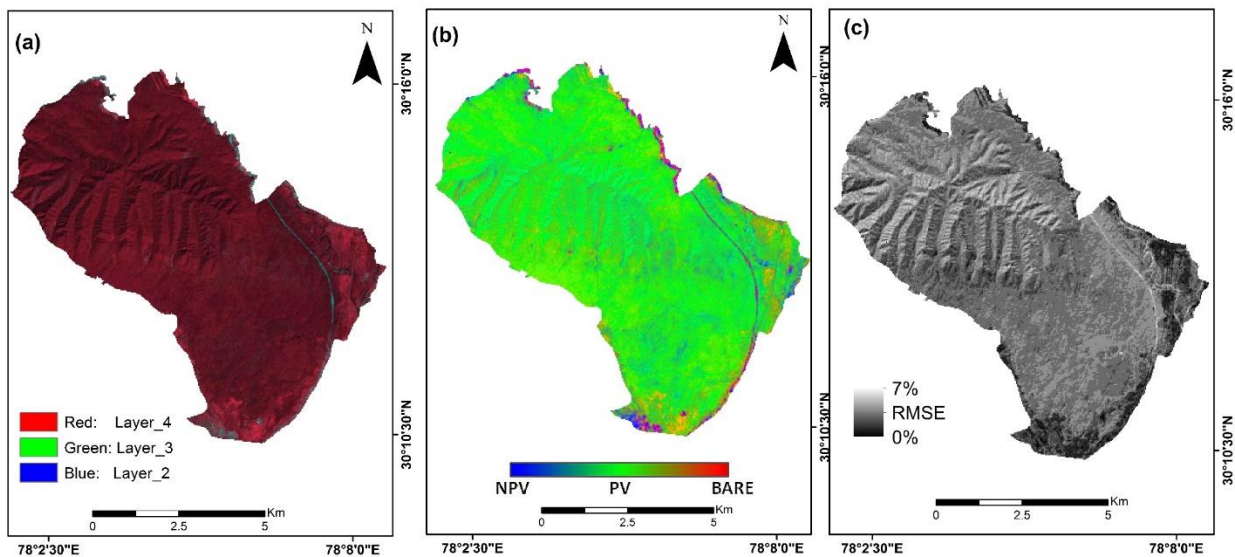 (a)
N
30°16'0"N
Red: Layer_4
Green: Layer_3
Blue: Layer_2
30°10'30"N
Km
0 2.5 5
78°2'30"E 78°8'0"E
(b)
N
30°16'0"N
NPV PV BARE
30°10'30"N
Km
0 2.5 5
78°2'30"E 78°8'0"E
(c)
30°16'0"N
7%
RMSE
0%
30°10'30"N
Km
0 2.5 5
78°2'30"E 78°8'0"E